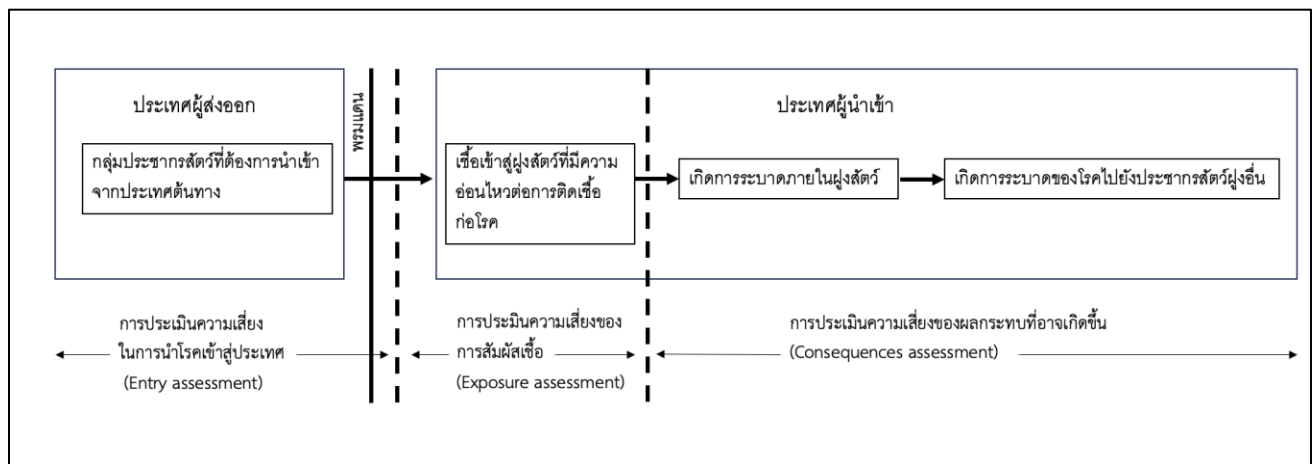 ประเทศผู้ส่งออก
กลุ่มประชากรสัตว์ที่ต้องการนำเข้า
จากประเทศต้นทาง
พรมแดน
ประเทศผู้นำเข้า
เชื้อเข้าสู่ฝูงสัตว์ที่มีความ
อ่อนไหวต่อการติดเชื้อ
ก่อโรค
เกิดการระบาดภายในฝูงสัตว์
เกิดการระบาดของโรคไปยังประชากรสัตว์ฝูงอื่น
การประเมินความเสี่ยง
ในการนำโรคเข้าสู่ประเทศ
(Entry assessment)
การประมินความเสี่ยงของ
การสัมผัสเชื้อ
(Exposure assessment)
การประเมินความเสี่ยงของผลกระทบที่อาจเกิดขึ้น
(Consequences assessment)